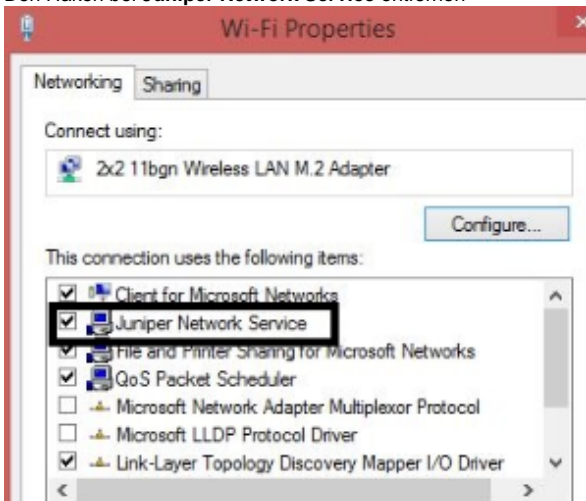 Den Haken bei Juniper Network Service entfernen
Wi-Fi Properties
Networking Sharing
Connect using:
2x2 11bgn Wireless LAN M.2 Adapter
Configure...
This connection uses the following items:
Client for Microsoft Networks
Juniper Network Service
File and Printer Sharing for Microsoft Networks
QoS Packet Scheduler
Microsoft Network Adapter Multiplexor Protocol
Microsoft LLDP Protocol Driver
Link-Layer Topology Discovery Mapper I/O Driver